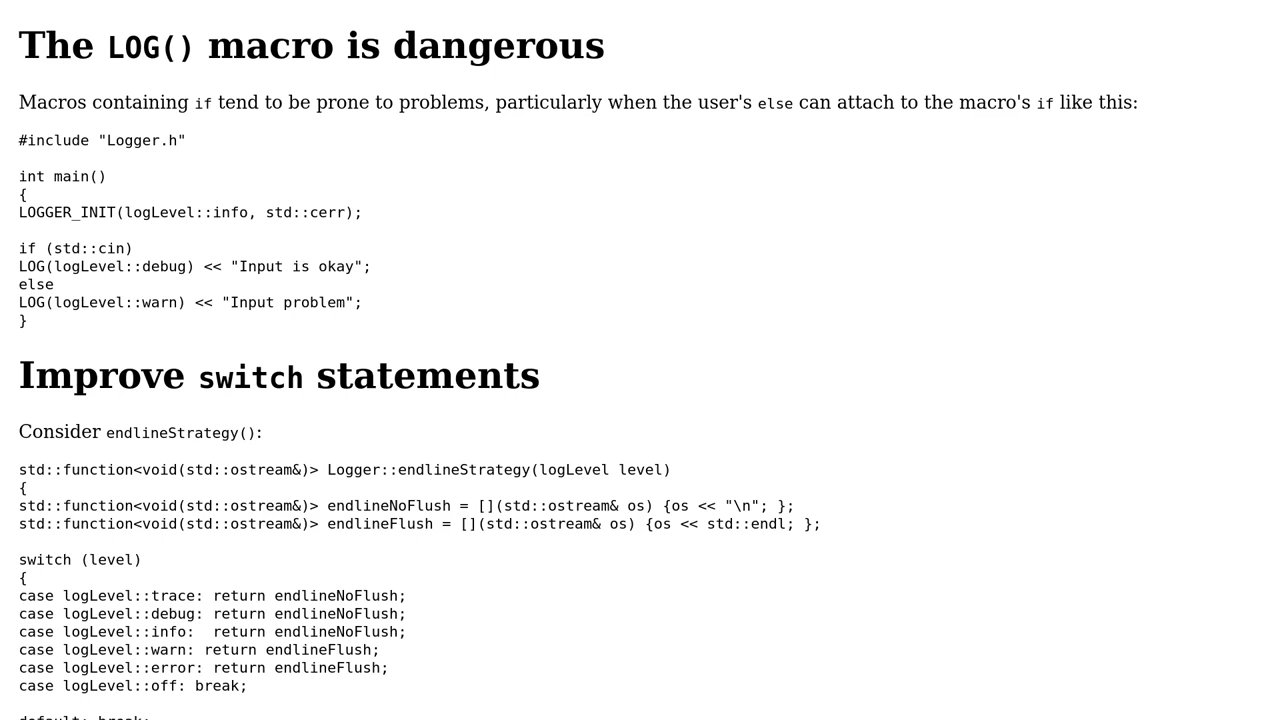 The LOG() macro is dangerous
Macros containing if tend to be prone to problems, particularly when the user's else can attach to the macro's if like this:
#include "Logger.h"
int main()
{
LOGGER_INIT(logLevel::info, std::cerr);
if (std::cin)
LOG(logLevel::debug) << "Input is okay";
else
LOG(logLevel::warn) << "Input problem";
}
Improve switch statements
Consider endlineStrategy():
std::function<void(std::ostream&)> Logger::endlineStrategy(logLevel level)
{
std::function<void(std::ostream&)> endlineNoFlush = [](std::ostream& os) {os << "\n"; };
std::function<void(std::ostream&)> endlineFlush = [](std::ostream& os) {os << std::endl; };
switch (level)
{
case logLevel::trace: return endlineNoFlush;
case logLevel::debug: return endlineNoFlush;
case logLevel::info:  return endlineNoFlush;
case logLevel::warn: return endlineFlush;
case logLevel::error: return endlineFlush;
case logLevel::off: break;
default: break;